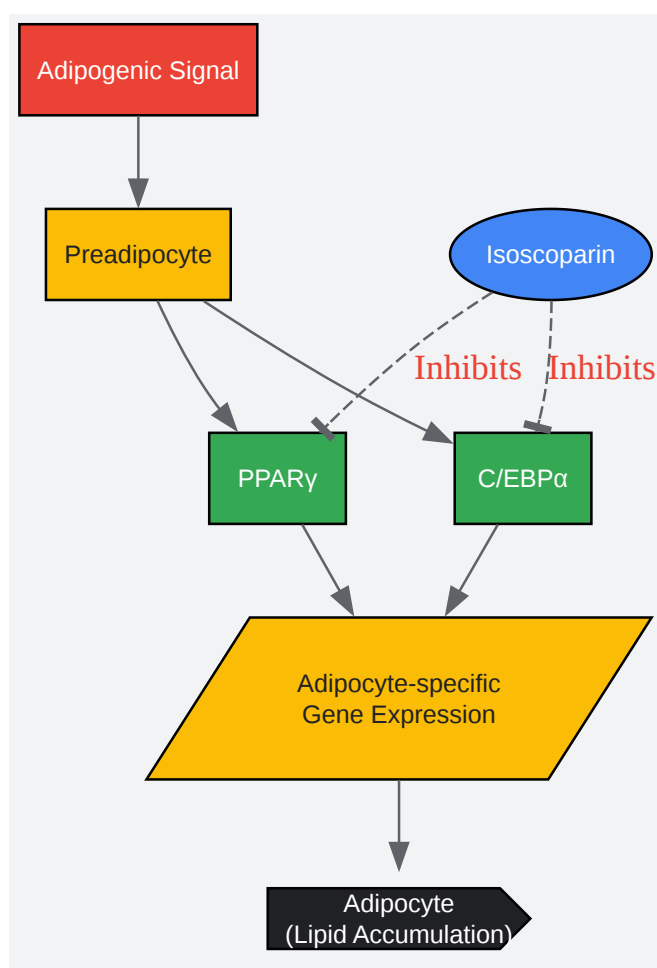 Adipogenic Signal
Preadipocyte
Isoscoparin
Inhibits
Inhibits
PPARγ
C/EBPα
Adipocyte-specific
Gene Expression
Adipocyte
(Lipid Accumulation)